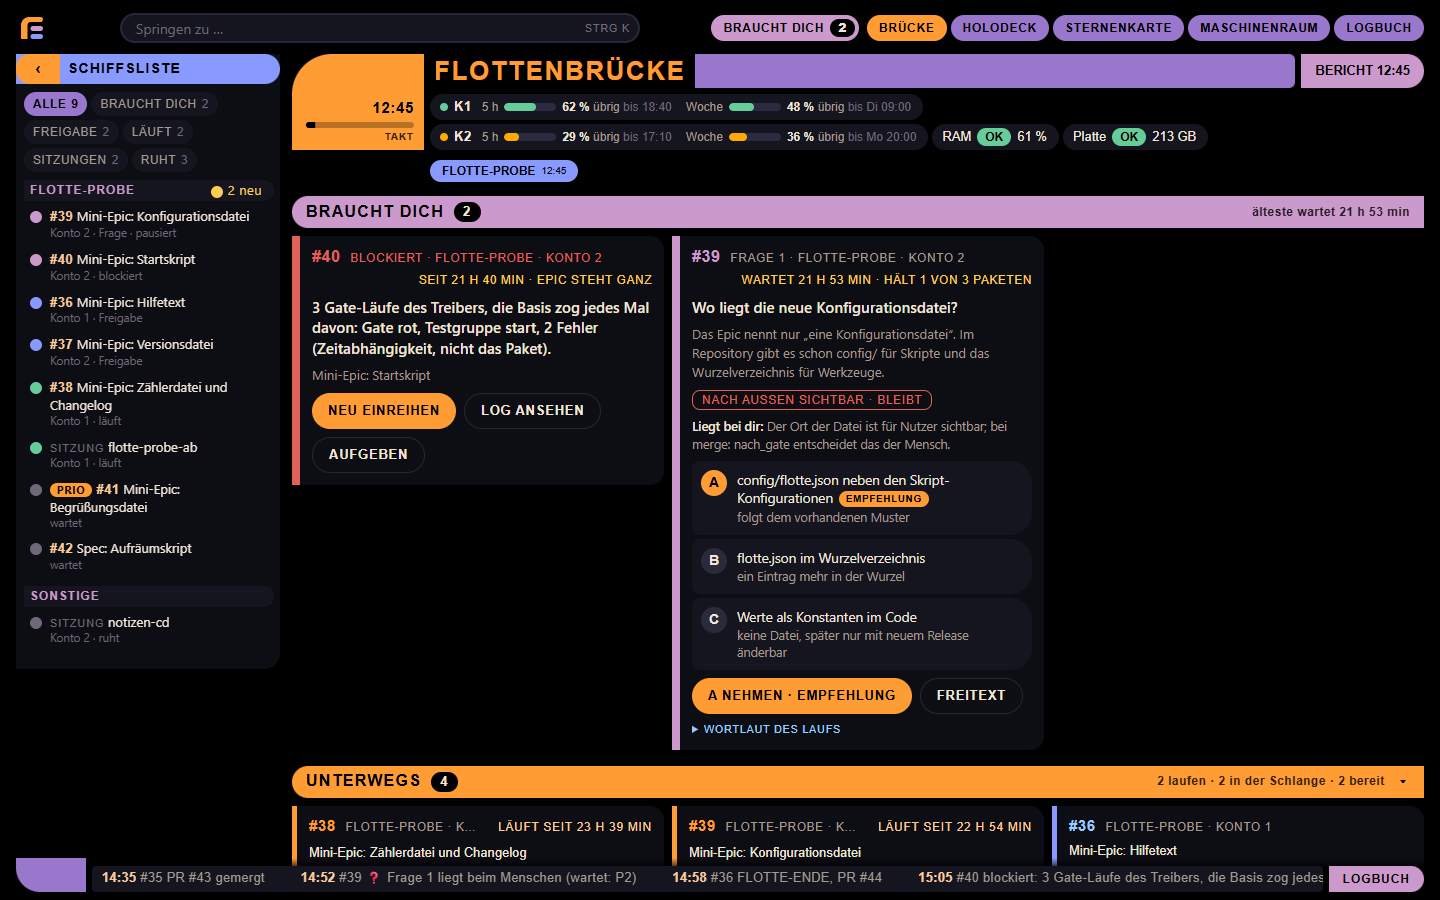 Springen zu ...
STRG K
BRAUCHT DICH 2
BRÜCKE
HOLODECK
STERNENKARTE
MASCHINENRAUM
LOGBUCH
‹ SCHIFFSLISTE
ALLE 9
BRAUCHT DICH 2
FREIGABE 2
LÄUFT 2
SITZUNGEN 2
RUHT 3
FLOTTE-PROBE
2 neu
#39 Mini-Epic: Konfigurationsdatei
Konto 2 · Frage · pausiert
#40 Mini-Epic: Startskript
Konto 2 · blockiert
#36 Mini-Epic: Hilfetext
Konto 1 · Freigabe
#37 Mini-Epic: Versionsdatei
Konto 2 · Freigabe
#38 Mini-Epic: Zählerdatei und
Changelog
Konto 1 · läuft
SITZUNG flotte-probe-ab
Konto 1 · läuft
PRIO #41 Mini-Epic:
Begrüßungsdatei
wartet
#42 Spec: Aufräumskript
wartet
SONSTIGE
SITZUNG notizen-cd
Konto 2 · ruht
12:45
TAKT
FLOTTENBRÜCKE
BERICHT 12:45
K1 5 h 62 % übrig bis 18:40 Woche 48 % übrig bis Di 09:00
K2 5 h 29 % übrig bis 17:10 Woche 36 % übrig bis Mo 20:00
RAM OK 61 %
Platte OK 213 GB
FLOTTE-PROBE 12:45
BRAUCHT DICH 2
älteste wartet 21 h 53 min
#40 BLOCKIERT · FLOTTE-PROBE · KONTO 2
SEIT 21 H 40 MIN · EPIC STEHT GANZ
3 Gate-Läufe des Treibers, die Basis zog jedes Mal
davon: Gate rot, Testgruppe start, 2 Fehler
(Zeitabhängigkeit, nicht das Paket).
Mini-Epic: Startskript
NEU EINREIHEN
LOG ANSEHEN
AUFGEBEN
#39 FRAGE 1 · FLOTTE-PROBE · KONTO 2
WARTET 21 H 53 MIN · HÄLT 1 VON 3 PAKETEN
Wo liegt die neue Konfigurationsdatei?
Das Epic nennt nur „eine Konfigurationsdatei“. Im
Repository gibt es schon config/ für Skripte und das
Wurzelverzeichnis für Werkzeuge.
NACH AUSSEN SICHTBAR · BLEIBT
Liegt bei dir: Der Ort der Datei ist für Nutzer sichtbar; bei
merge: nach_gate entscheidet das der Mensch.
A config/flotte.json neben den Skript-
Konfigurationen EMPFEHLUNG
folgt dem vorhandenen Muster
B flotte.json im Wurzelverzeichnis
ein Eintrag mehr in der Wurzel
C Werte als Konstanten im Code
keine Datei, später nur mit neuem Release
änderbar
A NEHMEN · EMPFEHLUNG
FREITEXT
▸ WORTLAUT DES LAUFS
UNTERWEGS 4
2 laufen · 2 in der Schlange · 2 bereit
#38 FLOTTE-PROBE · K... LÄUFT SEIT 23 H 39 MIN
Mini-Epic: Zählerdatei und Changelog
#39 FLOTTE-PROBE · K... LÄUFT SEIT 22 H 54 MIN
Mini-Epic: Konfigurationsdatei
#36 FLOTTE-PROBE · KONTO 1
Mini-Epic: Hilfetext
14:35 #35 PR #43 gemergt
14:52 #39 ❓ Frage 1 liegt beim Menschen (wartet: P2)
14:58 #36 FLOTTE-ENDE, PR #44
15:05 #40 blockiert: 3 Gate-Läufe des Treibers, die Basis zog jedes
LOGBUCH